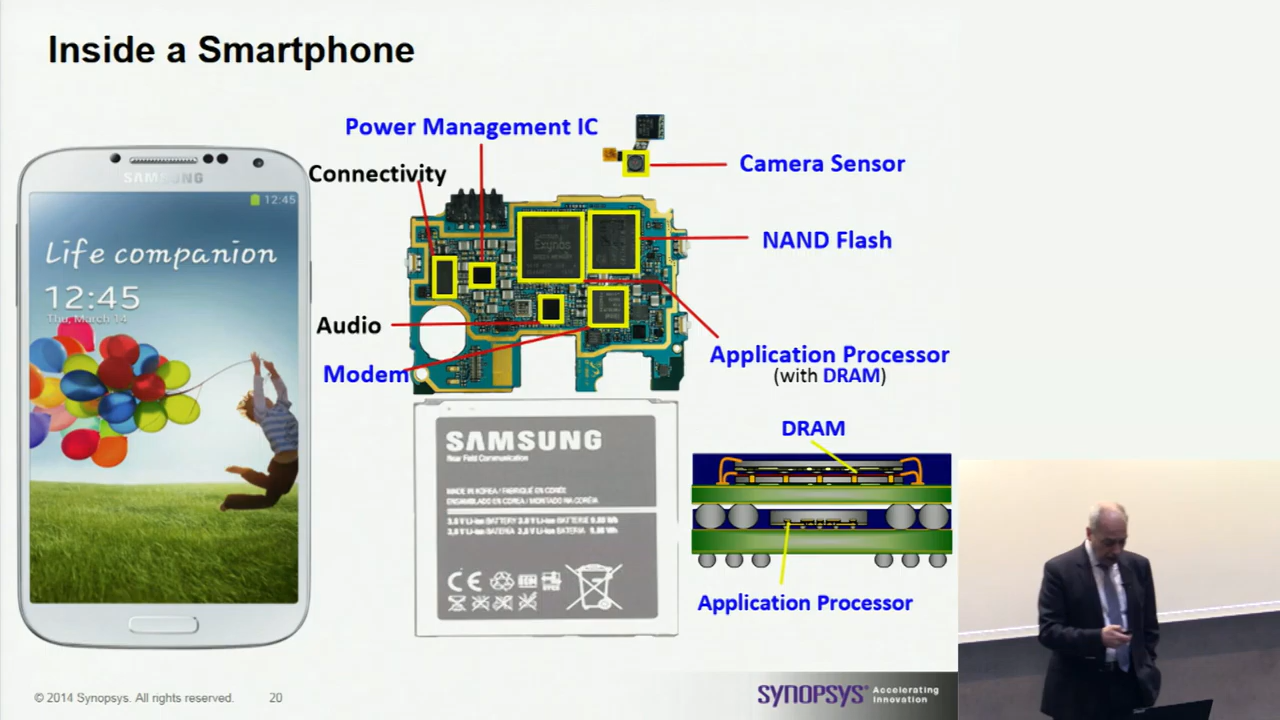 Inside a Smartphone
Power Management IC
Connectivity
Camera Sensor
NAND Flash
Audio
Modem
Application Processor
(with DRAM)
DRAM
Application Processor
SAMSUNG
12:45
Life companion
12:45
Thu, March 14
Exynos
SAMSUNG
Near Field Communication
MADE IN KOREA / FABRIQUÉ EN CORÉE
ENSAMBLADO EN COREA / MONTADO NA CORÉIA
CE
© 2014 Synopsys. All rights reserved.
20
SYNOPSYS
Accelerating
Innovation